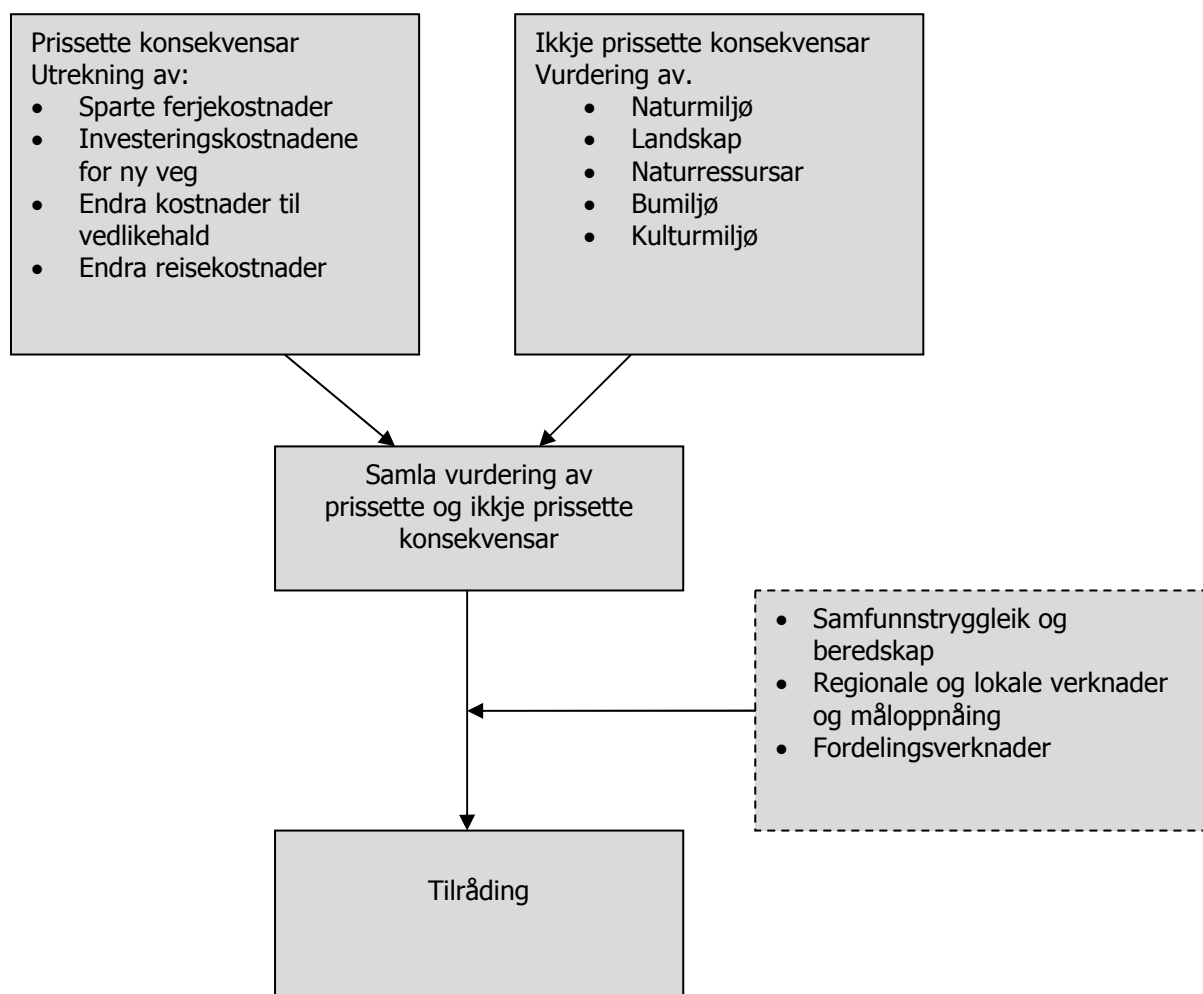 Prissette konsekvensar
Utrekning av:
• Sparte ferjekostnader
• Investeringskostnadene
for ny veg
• Endra kostnader til
vedlikehald
• Endra reisekostnader
Ikkje prissette konsekvensar
Vurdering av.
• Naturmiljø
• Landskap
• Naturressursar
• Bumiljø
• Kulturmiljø
Samla vurdering av
prissette og ikkje prissette
konsekvensar
• Samfunnstryggleik og
beredskap
• Regionale og lokale verknader
og måloppnåing
• Fordelingsverknader
Tilråding